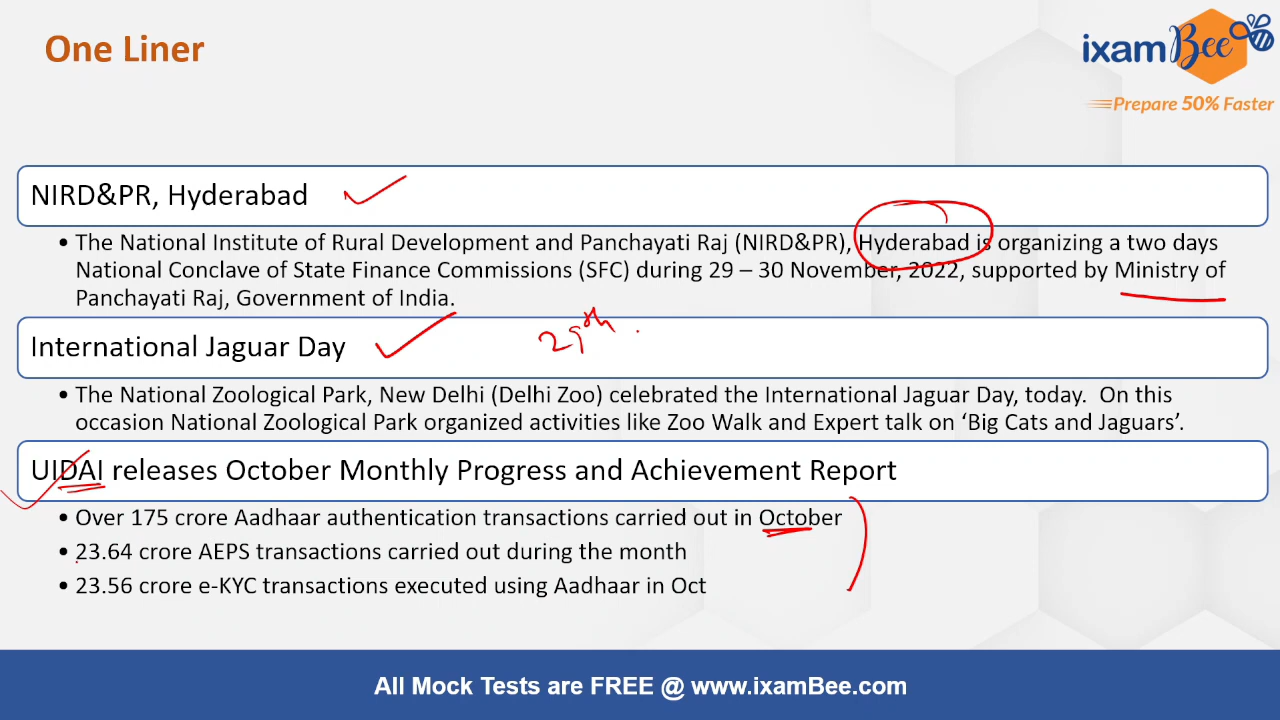 One Liner
ixamBee
Prepare 50% Faster
NIRD&PR, Hyderabad
• The National Institute of Rural Development and Panchayati Raj (NIRD&PR), Hyderabad is organizing a two days
National Conclave of State Finance Commissions (SFC) during 29 – 30 November, 2022, supported by Ministry of
Panchayati Raj, Government of India.
29th
International Jaguar Day
• The National Zoological Park, New Delhi (Delhi Zoo) celebrated the International Jaguar Day, today. On this
occasion National Zoological Park organized activities like Zoo Walk and Expert talk on ‘Big Cats and Jaguars’.
UIDAI releases October Monthly Progress and Achievement Report
• Over 175 crore Aadhaar authentication transactions carried out in October
• 23.64 crore AEPS transactions carried out during the month
• 23.56 crore e-KYC transactions executed using Aadhaar in Oct
All Mock Tests are FREE @ www.ixamBee.com